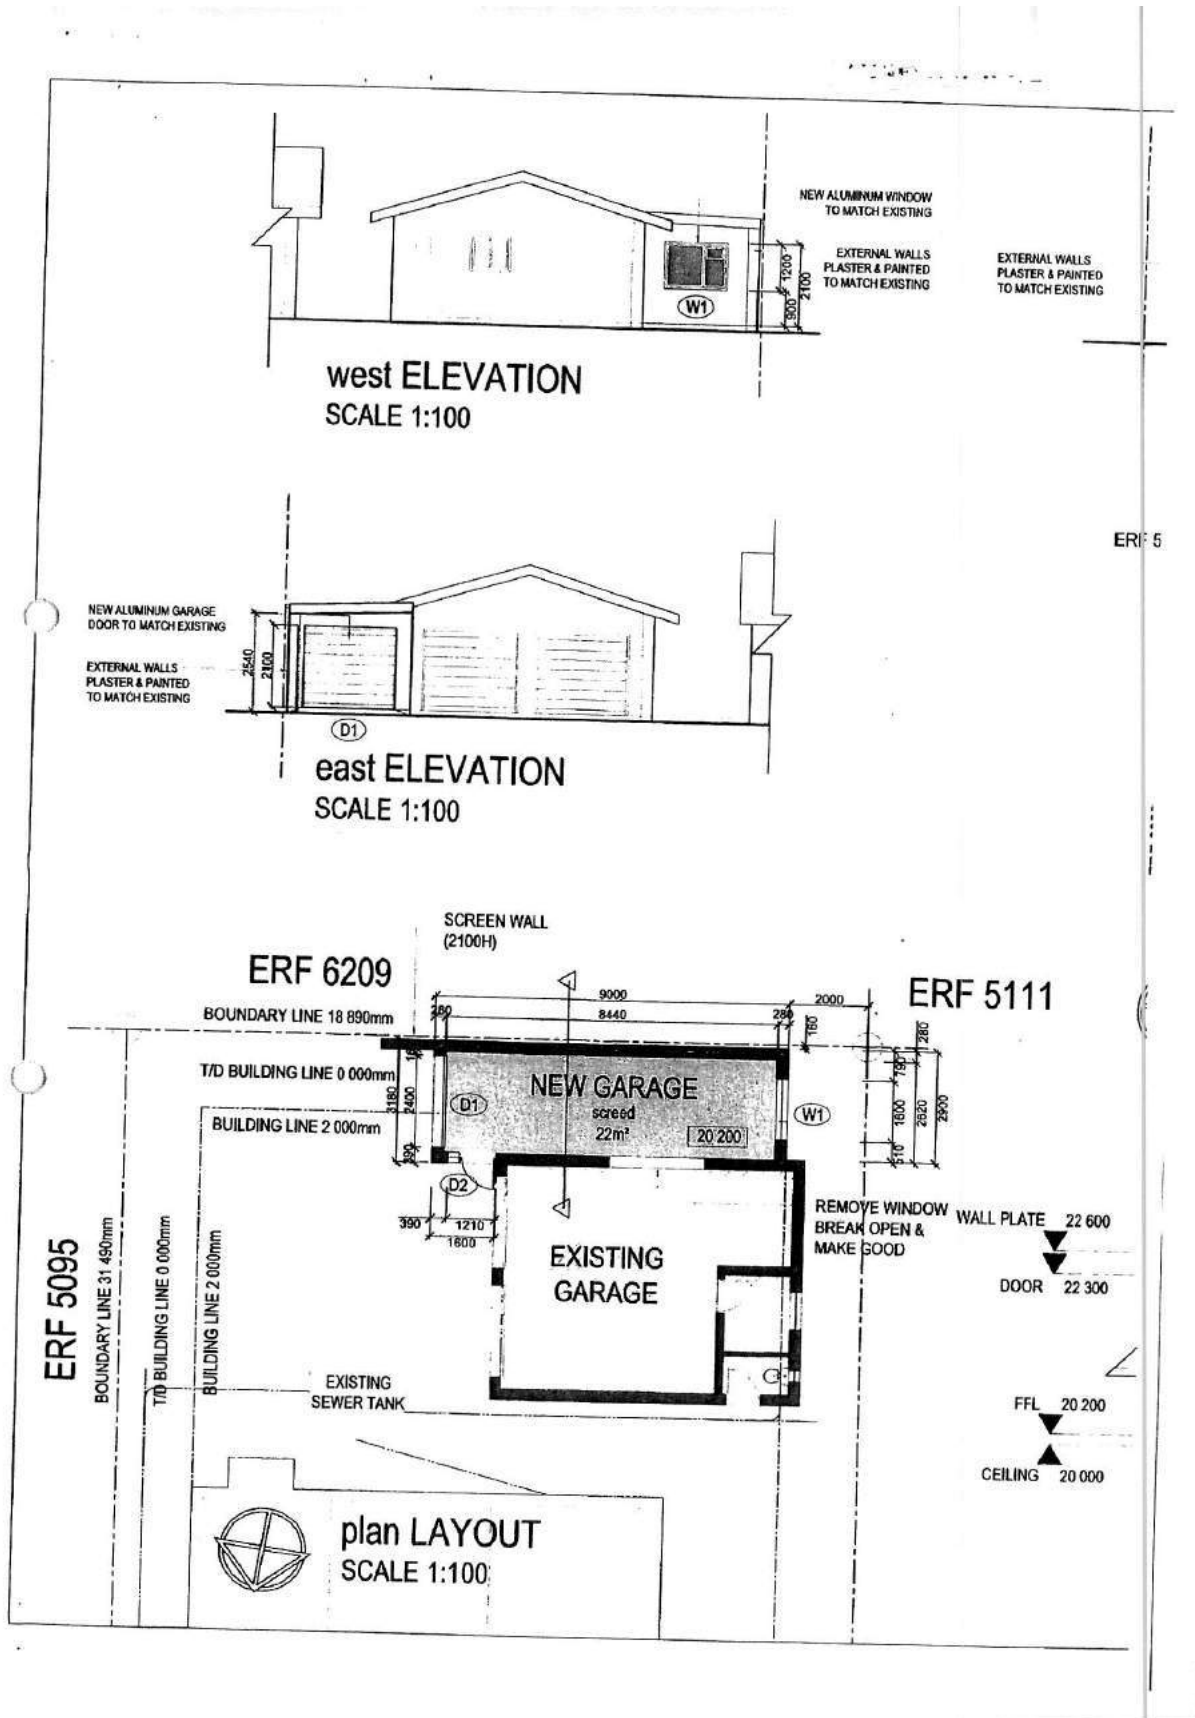 NEW ALUMINUM WINDOW
TO MATCH EXISTING
EXTERNAL WALLS
PLASTER & PAINTED
TO MATCH EXISTING
EXTERNAL WALLS
PLASTER & PAINTED
TO MATCH EXISTING
1200
900
2100
W1
west ELEVATION
SCALE 1:100
ERF 5
NEW ALUMINUM GARAGE
DOOR TO MATCH EXISTING
EXTERNAL WALLS
PLASTER & PAINTED
TO MATCH EXISTING
2540
2100
D1
east ELEVATION
SCALE 1:100
SCREEN WALL
(2100H)
ERF 6209
ERF 5111
BOUNDARY LINE 18 890mm
9000
2000
280
8440
280
160
280
T/D BUILDING LINE 0 000mm
BUILDING LINE 2 000mm
3180
2400
390
D1
NEW GARAGE
screed
22m²
20 200
W1
790
1600
510
2620
2900
D2
390
1210
1600
EXISTING
GARAGE
REMOVE WINDOW
BREAK OPEN &
MAKE GOOD
WALL PLATE 22 600
DOOR 22 300
ERF 5095
BOUNDARY LINE 31 490mm
T/D BUILDING LINE 0 000mm
BUILDING LINE 2 000mm
EXISTING
SEWER TANK
FFL 20 200
CEILING 20 000
plan LAYOUT
SCALE 1:100